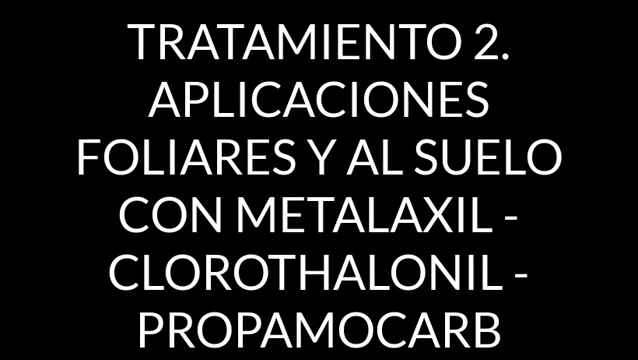 TRATAMIENTO 2.
APLICACIONES
FOLIARES Y AL SUELO
CON METALAXIL -
CLOROTHALONIL -
PROPAMOCARB